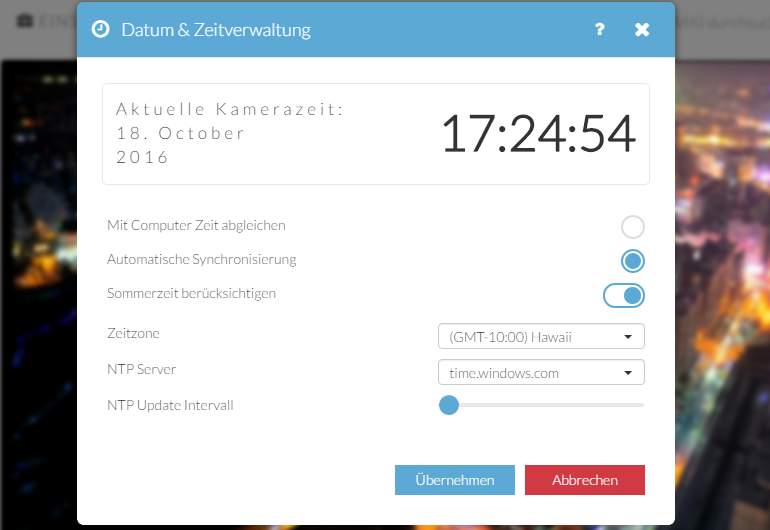 Datum & Zeitverwaltung ?
Aktuelle Kamerazeit:
18. October
2016
17:24:54
Mit Computer Zeit abgleichen
Automatische Synchronisierung
Sommerzeit berücksichtigen
Zeitzone (GMT-10:00) Hawaii
NTP Server time.windows.com
NTP Update Intervall
Übernehmen Abbrechen